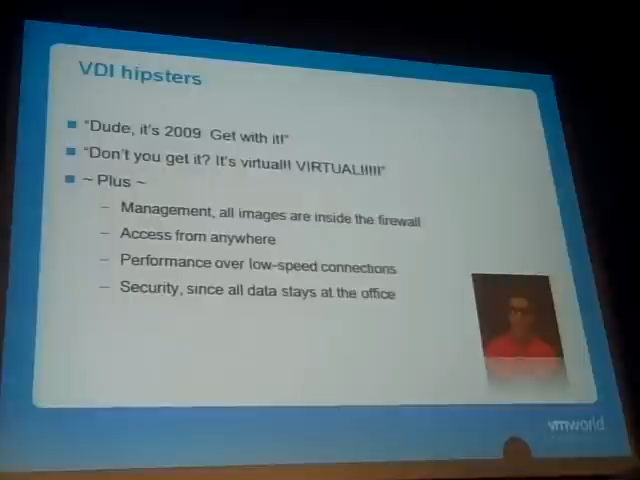 VDI hipsters
"Dude, it's 2009 Get with it!"
"Don't you get it? It's virtual!! VIRTUAL!!!!!"
~ Plus ~
– Management, all images are inside the firewall
– Access from anywhere
– Performance over low-speed connections
– Security, since all data stays at the office
vmworld